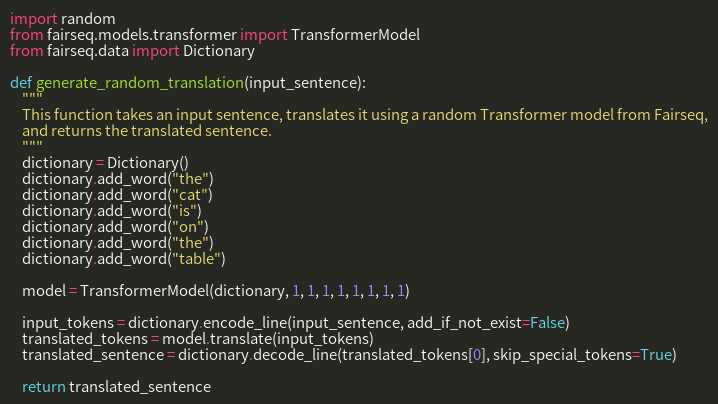 import random
from fairseq.models.transformer import TransformerModel
from fairseq.data import Dictionary

def generate_random_translation(input_sentence):
    """
    This function takes an input sentence, translates it using a random Transformer model from Fairseq,
    and returns the translated sentence.
    """
    dictionary = Dictionary()
    dictionary.add_word("the")
    dictionary.add_word("cat")
    dictionary.add_word("is")
    dictionary.add_word("on")
    dictionary.add_word("the")
    dictionary.add_word("table")

    model = TransformerModel(dictionary, 1, 1, 1, 1, 1, 1, 1, 1)

    input_tokens = dictionary.encode_line(input_sentence, add_if_not_exist=False)
    translated_tokens = model.translate(input_tokens)
    translated_sentence = dictionary.decode_line(translated_tokens[0], skip_special_tokens=True)

    return translated_sentence